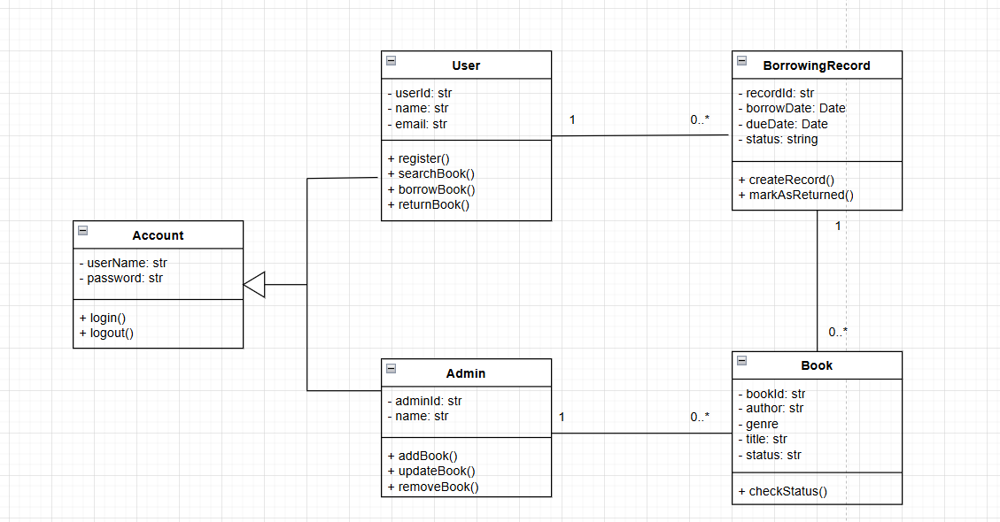 User
- userId: str
- name: str
- email: str
+ register()
+ searchBook()
+ borrowBook()
+ returnBook()
1
0..*
BorrowingRecord
- recordId: str
- borrowDate: Date
- dueDate: Date
- status: string
+ createRecord()
+ markAsReturned()
Account
- userName: str
- password: str
+ login()
+ logout()
1
0..*
Admin
- adminId: str
- name: str
+ addBook()
+ updateBook()
+ removeBook()
1
0..*
Book
- bookId: str
- author: str
- genre
- title: str
- status: str
+ checkStatus()